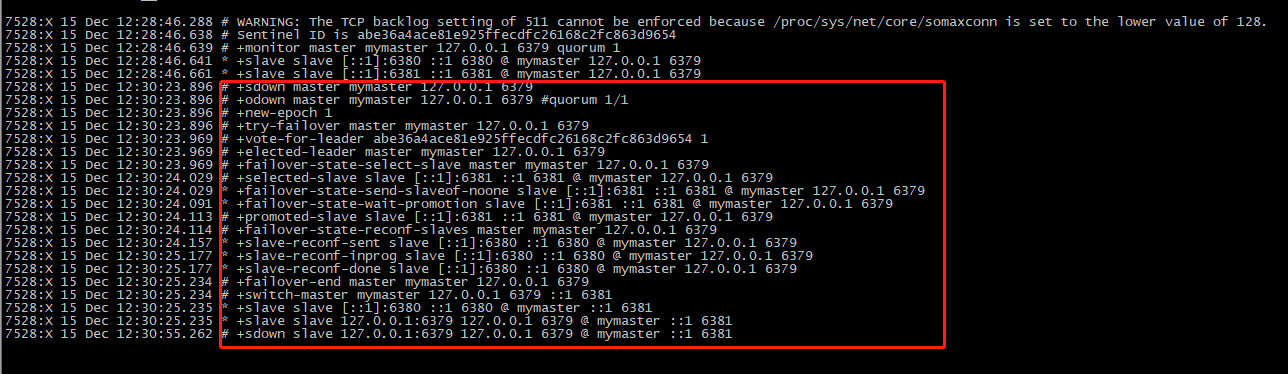 7528:X 15 Dec 12:28:46.288 # WARNING: The TCP backlog setting of 511 cannot be enforced because /proc/sys/net/core/somaxconn is set to the lower value of 128.
7528:X 15 Dec 12:28:46.638 # Sentinel ID is abe36a4ace81e925ffecdfc26168c2fc863d9654
7528:X 15 Dec 12:28:46.639 # +monitor master mymaster 127.0.0.1 6379 quorum 1
7528:X 15 Dec 12:28:46.641 * +slave slave [::1]:6380 ::1 6380 @ mymaster 127.0.0.1 6379
7528:X 15 Dec 12:28:46.661 * +slave slave [::1]:6381 ::1 6381 @ mymaster 127.0.0.1 6379
7528:X 15 Dec 12:30:23.896 # +sdown master mymaster 127.0.0.1 6379
7528:X 15 Dec 12:30:23.896 # +odown master mymaster 127.0.0.1 6379 #quorum 1/1
7528:X 15 Dec 12:30:23.896 # +new-epoch 1
7528:X 15 Dec 12:30:23.896 # +try-failover master mymaster 127.0.0.1 6379
7528:X 15 Dec 12:30:23.969 # +vote-for-leader abe36a4ace81e925ffecdfc26168c2fc863d9654 1
7528:X 15 Dec 12:30:23.969 # +elected-leader master mymaster 127.0.0.1 6379
7528:X 15 Dec 12:30:23.969 # +failover-state-select-slave master mymaster 127.0.0.1 6379
7528:X 15 Dec 12:30:24.029 # +selected-slave slave [::1]:6381 ::1 6381 @ mymaster 127.0.0.1 6379
7528:X 15 Dec 12:30:24.029 * +failover-state-send-slaveof-noone slave [::1]:6381 ::1 6381 @ mymaster 127.0.0.1 6379
7528:X 15 Dec 12:30:24.091 * +failover-state-wait-promotion slave [::1]:6381 ::1 6381 @ mymaster 127.0.0.1 6379
7528:X 15 Dec 12:30:24.113 # +promoted-slave slave [::1]:6381 ::1 6381 @ mymaster 127.0.0.1 6379
7528:X 15 Dec 12:30:24.114 # +failover-state-reconf-slaves master mymaster 127.0.0.1 6379
7528:X 15 Dec 12:30:24.157 * +slave-reconf-sent slave [::1]:6380 ::1 6380 @ mymaster 127.0.0.1 6379
7528:X 15 Dec 12:30:25.177 * +slave-reconf-inprog slave [::1]:6380 ::1 6380 @ mymaster 127.0.0.1 6379
7528:X 15 Dec 12:30:25.177 * +slave-reconf-done slave [::1]:6380 ::1 6380 @ mymaster 127.0.0.1 6379
7528:X 15 Dec 12:30:25.234 # +failover-end master mymaster 127.0.0.1 6379
7528:X 15 Dec 12:30:25.234 # +switch-master mymaster 127.0.0.1 6379 ::1 6381
7528:X 15 Dec 12:30:25.235 * +slave slave [::1]:6380 ::1 6380 @ mymaster ::1 6381
7528:X 15 Dec 12:30:25.235 * +slave slave 127.0.0.1:6379 127.0.0.1 6379 @ mymaster ::1 6381
7528:X 15 Dec 12:30:55.262 # +sdown slave 127.0.0.1:6379 127.0.0.1 6379 @ mymaster ::1 6381